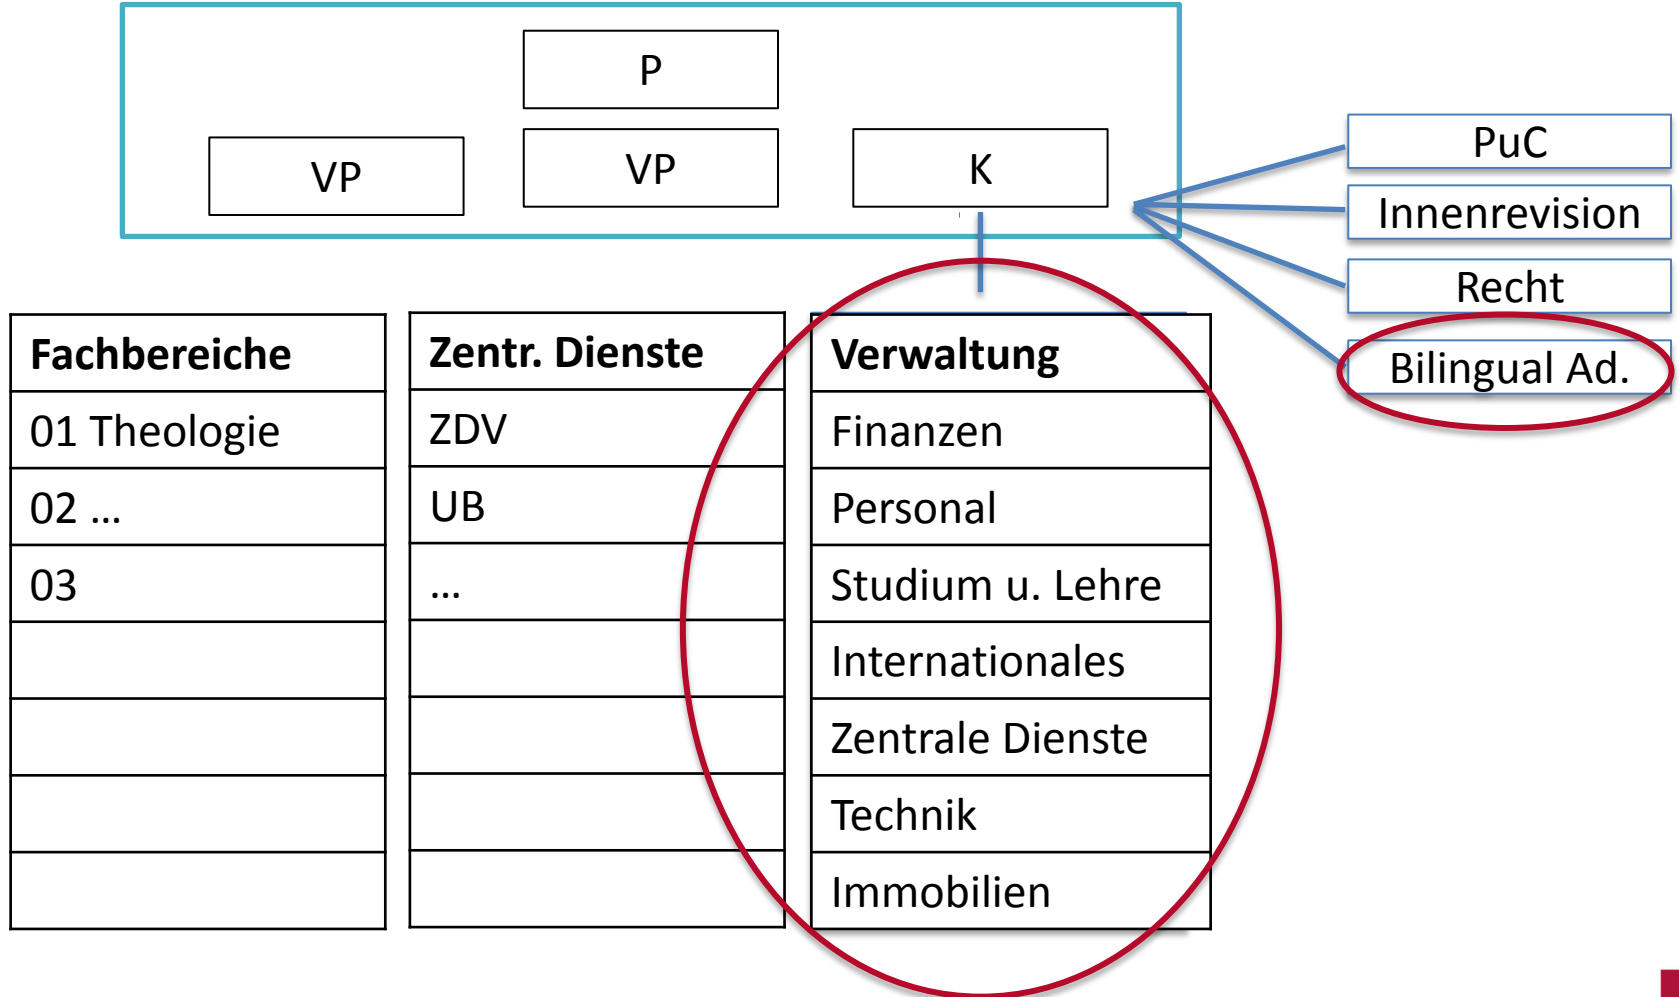 P
VP
VP
K
PuC
Innenrevision
Recht
Bilingual Ad.
Fachbereiche
01 Theologie
02 ...
03
Zentr. Dienste
ZDV
UB
...
Verwaltung
Finanzen
Personal
Studium u. Lehre
Internationales
Zentrale Dienste
Technik
Immobilien